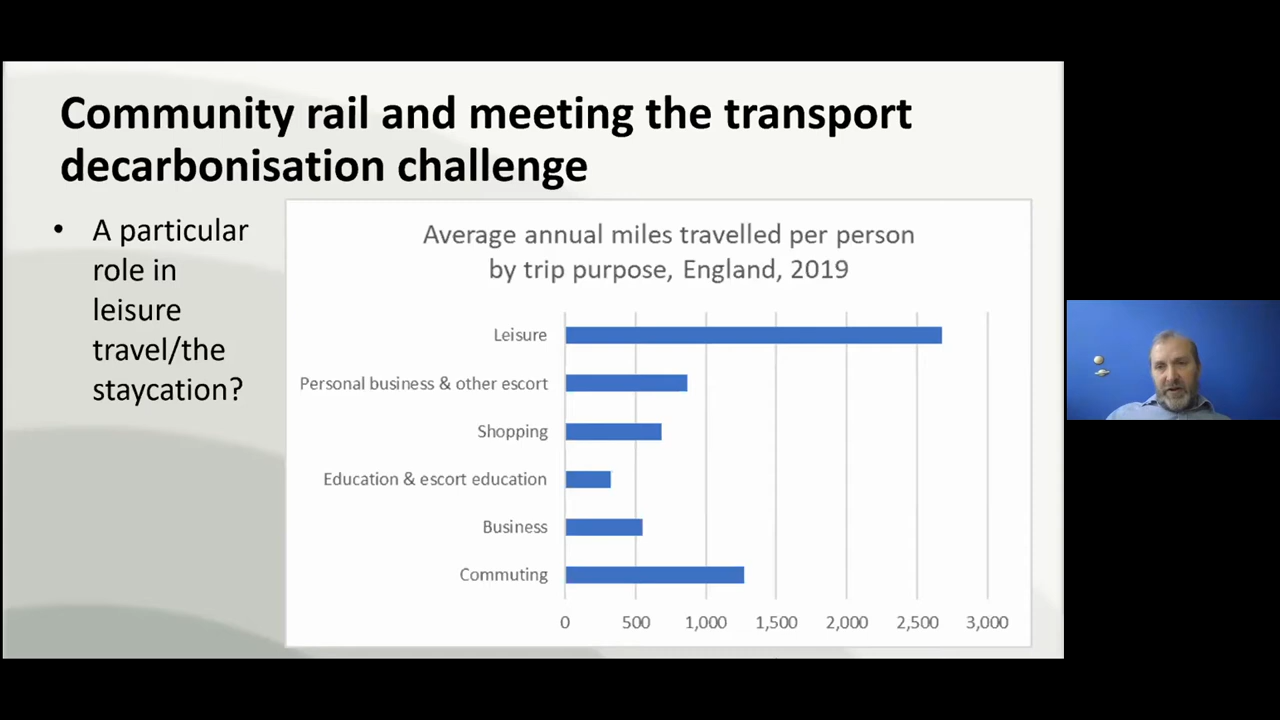 Community rail and meeting the transport
decarbonisation challenge
• A particular
role in
leisure
travel/the
staycation?
Average annual miles travelled per person
by trip purpose, England, 2019
Leisure
Personal business & other escort
Shopping
Education & escort education
Business
Commuting
0 500 1,000 1,500 2,000 2,500 3,000